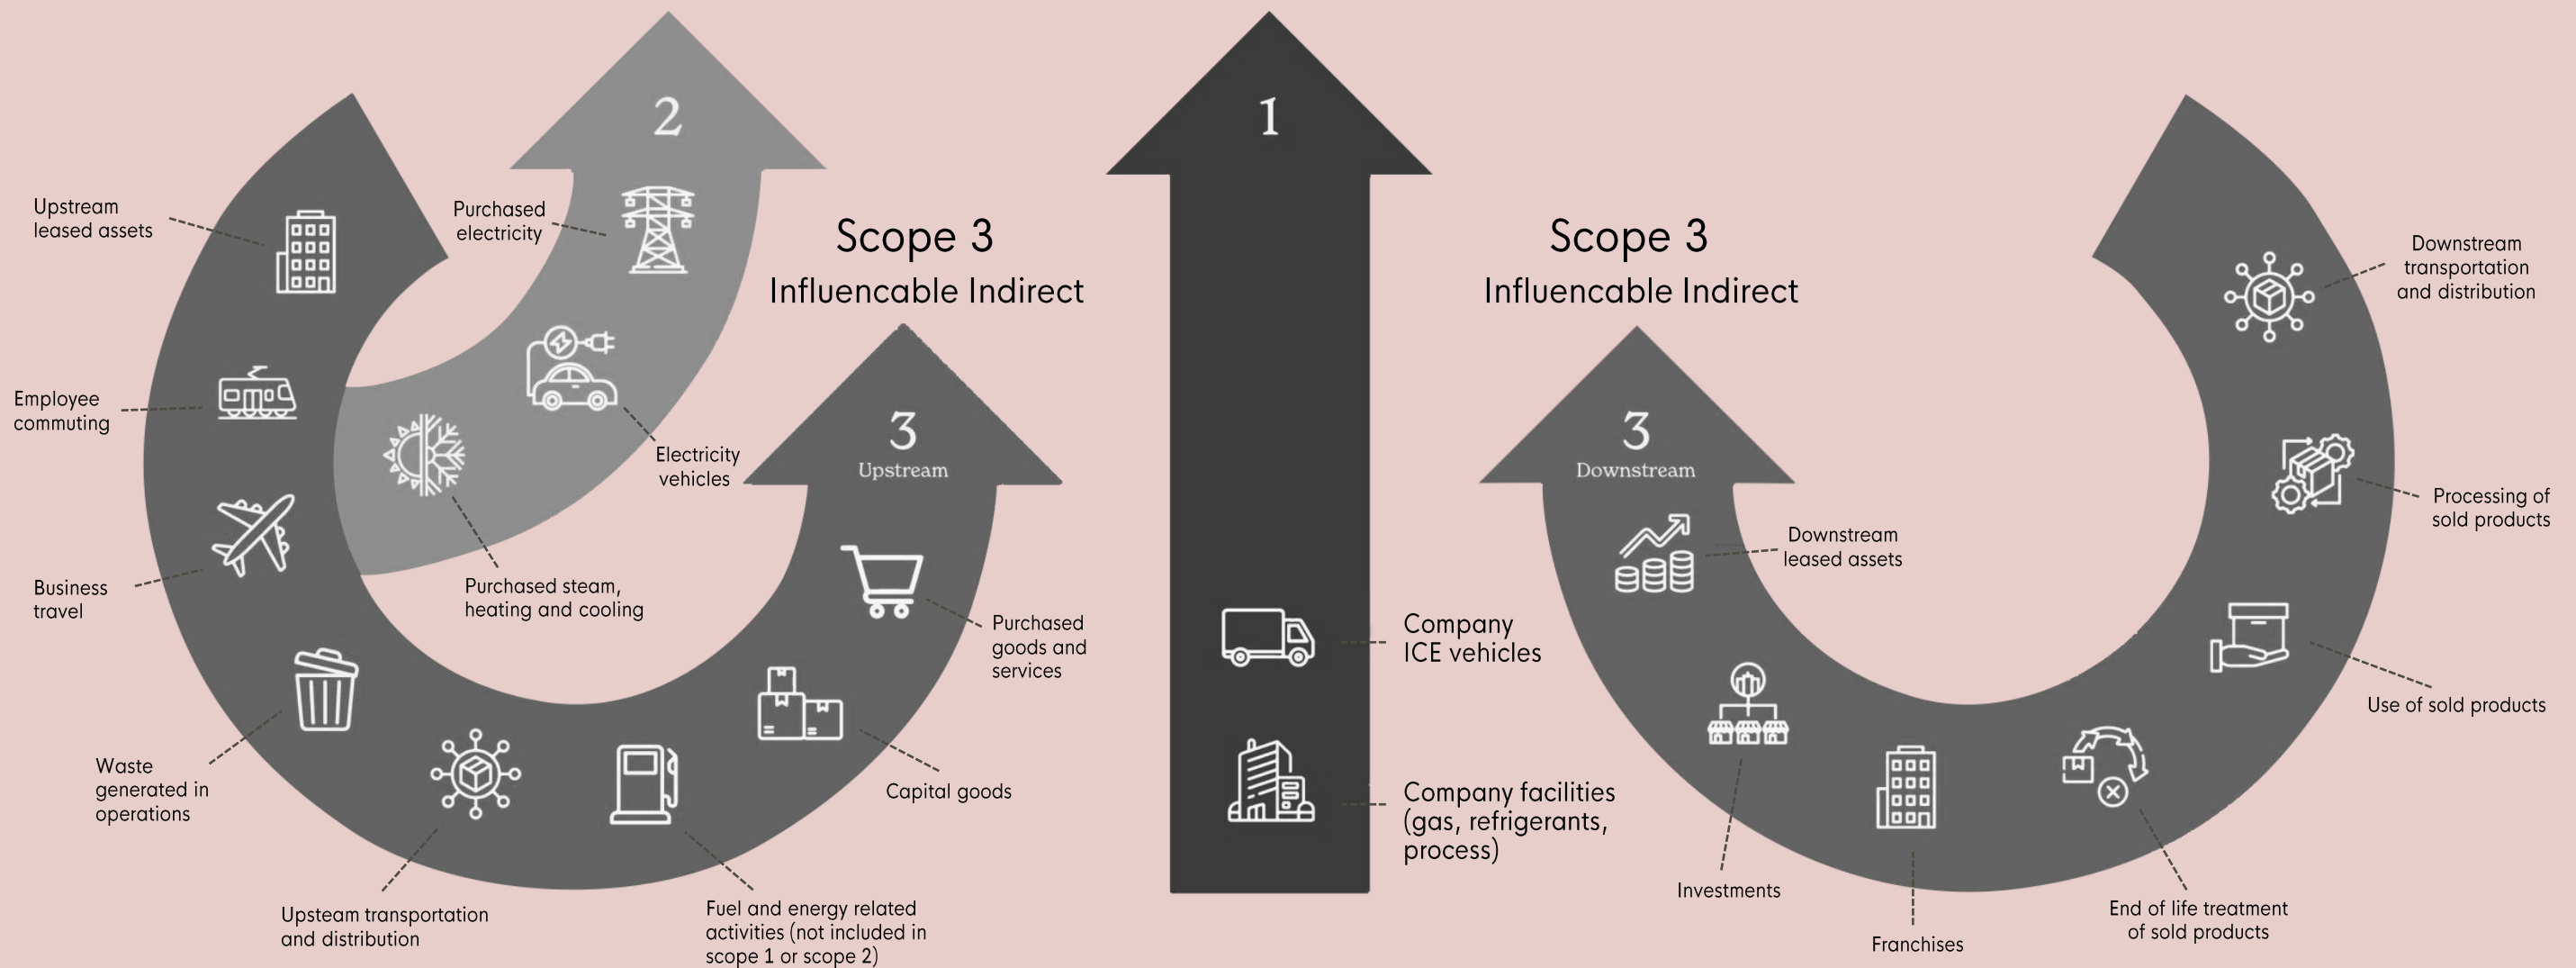 2
Upstream
leased assets
Purchased
electricity
Employee
commuting
Electricity
vehicles
Business
travel
Purchased steam,
heating and cooling
Waste
generated in
operations
Upsteam transportation
and distribution
Fuel and energy related
activities (not included in
scope 1 or scope 2)
Capital goods
Purchased
goods and
services
Scope 3
Influencable Indirect
3
Upstream
1
Company
ICE vehicles
Company facilities
(gas, refrigerants,
process)
Scope 3
Influencable Indirect
3
Downstream
Downstream
leased assets
Investments
Franchises
End of life treatment
of sold products
Use of sold products
Processing of
sold products
Downstream
transportation
and distribution